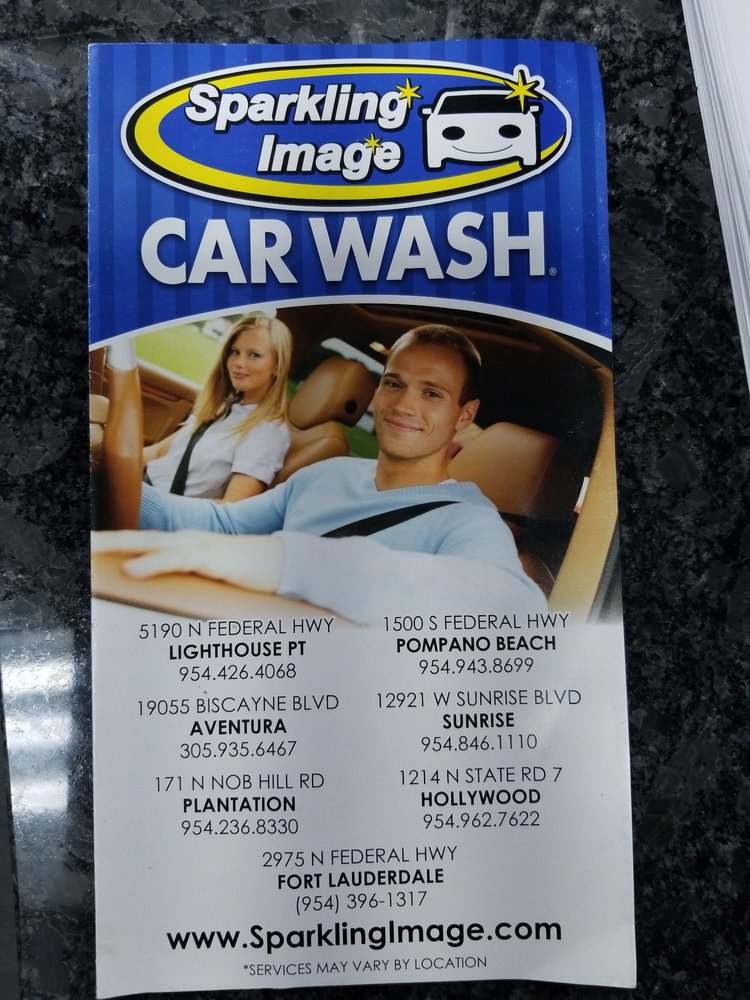 Sparkling
Image
CAR WASH®
5190 N FEDERAL HWY
LIGHTHOUSE PT
954.426.4068
1500 S FEDERAL HWY
POMPANO BEACH
954.943.8699
19055 BISCAYNE BLVD
AVENTURA
305.935.6467
12921 W SUNRISE BLVD
SUNRISE
954.846.1110
171 N NOB HILL RD
PLANTATION
954.236.8330
1214 N STATE RD 7
HOLLYWOOD
954.962.7622
2975 N FEDERAL HWY
FORT LAUDERDALE
(954) 396-1317
www.SparklingImage.com
*SERVICES MAY VARY BY LOCATION